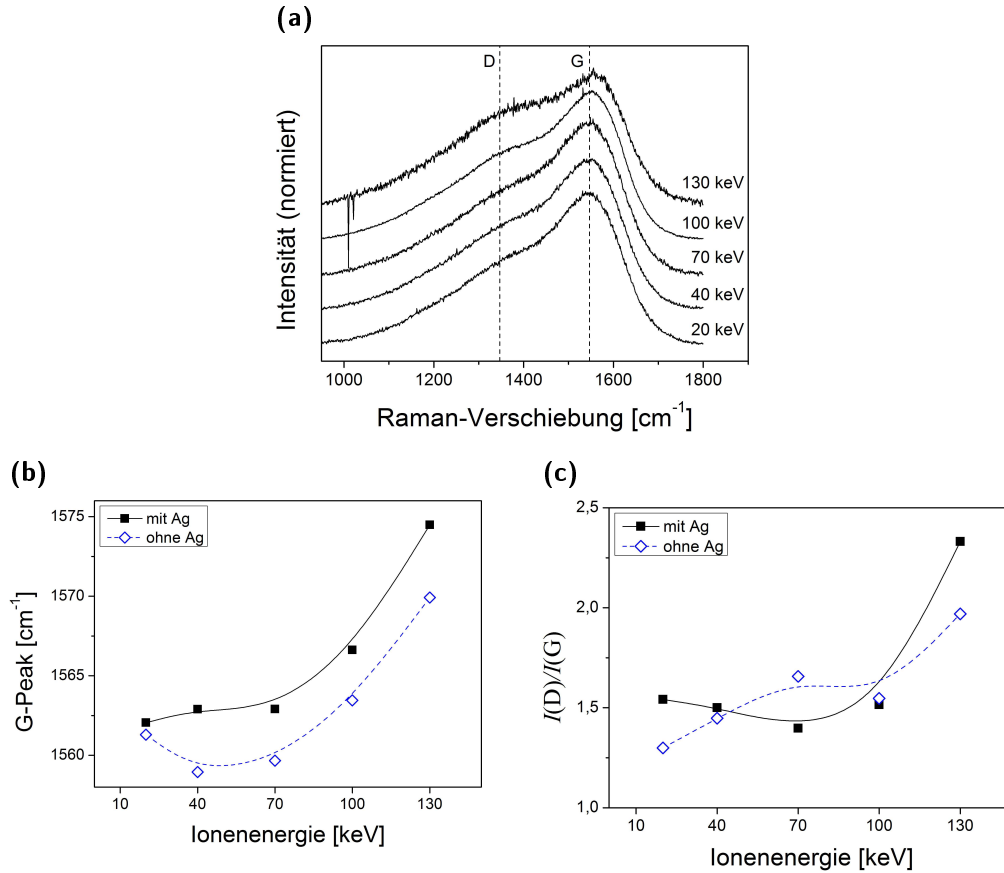 (a)
D
G
Intensität (normiert)
130 keV
100 keV
70 keV
40 keV
20 keV
1000
1200
1400
1600
1800
Raman-Verschiebung [cm⁻¹]
(b)
mit Ag
ohne Ag
G-Peak [cm⁻¹]
1575
1570
1565
1560
10
40
70
100
130
Ionenenergie [keV]
(c)
mit Ag
ohne Ag
I(D)/I(G)
2,5
2,0
1,5
1,0
10
40
70
100
130
Ionenenergie [keV]